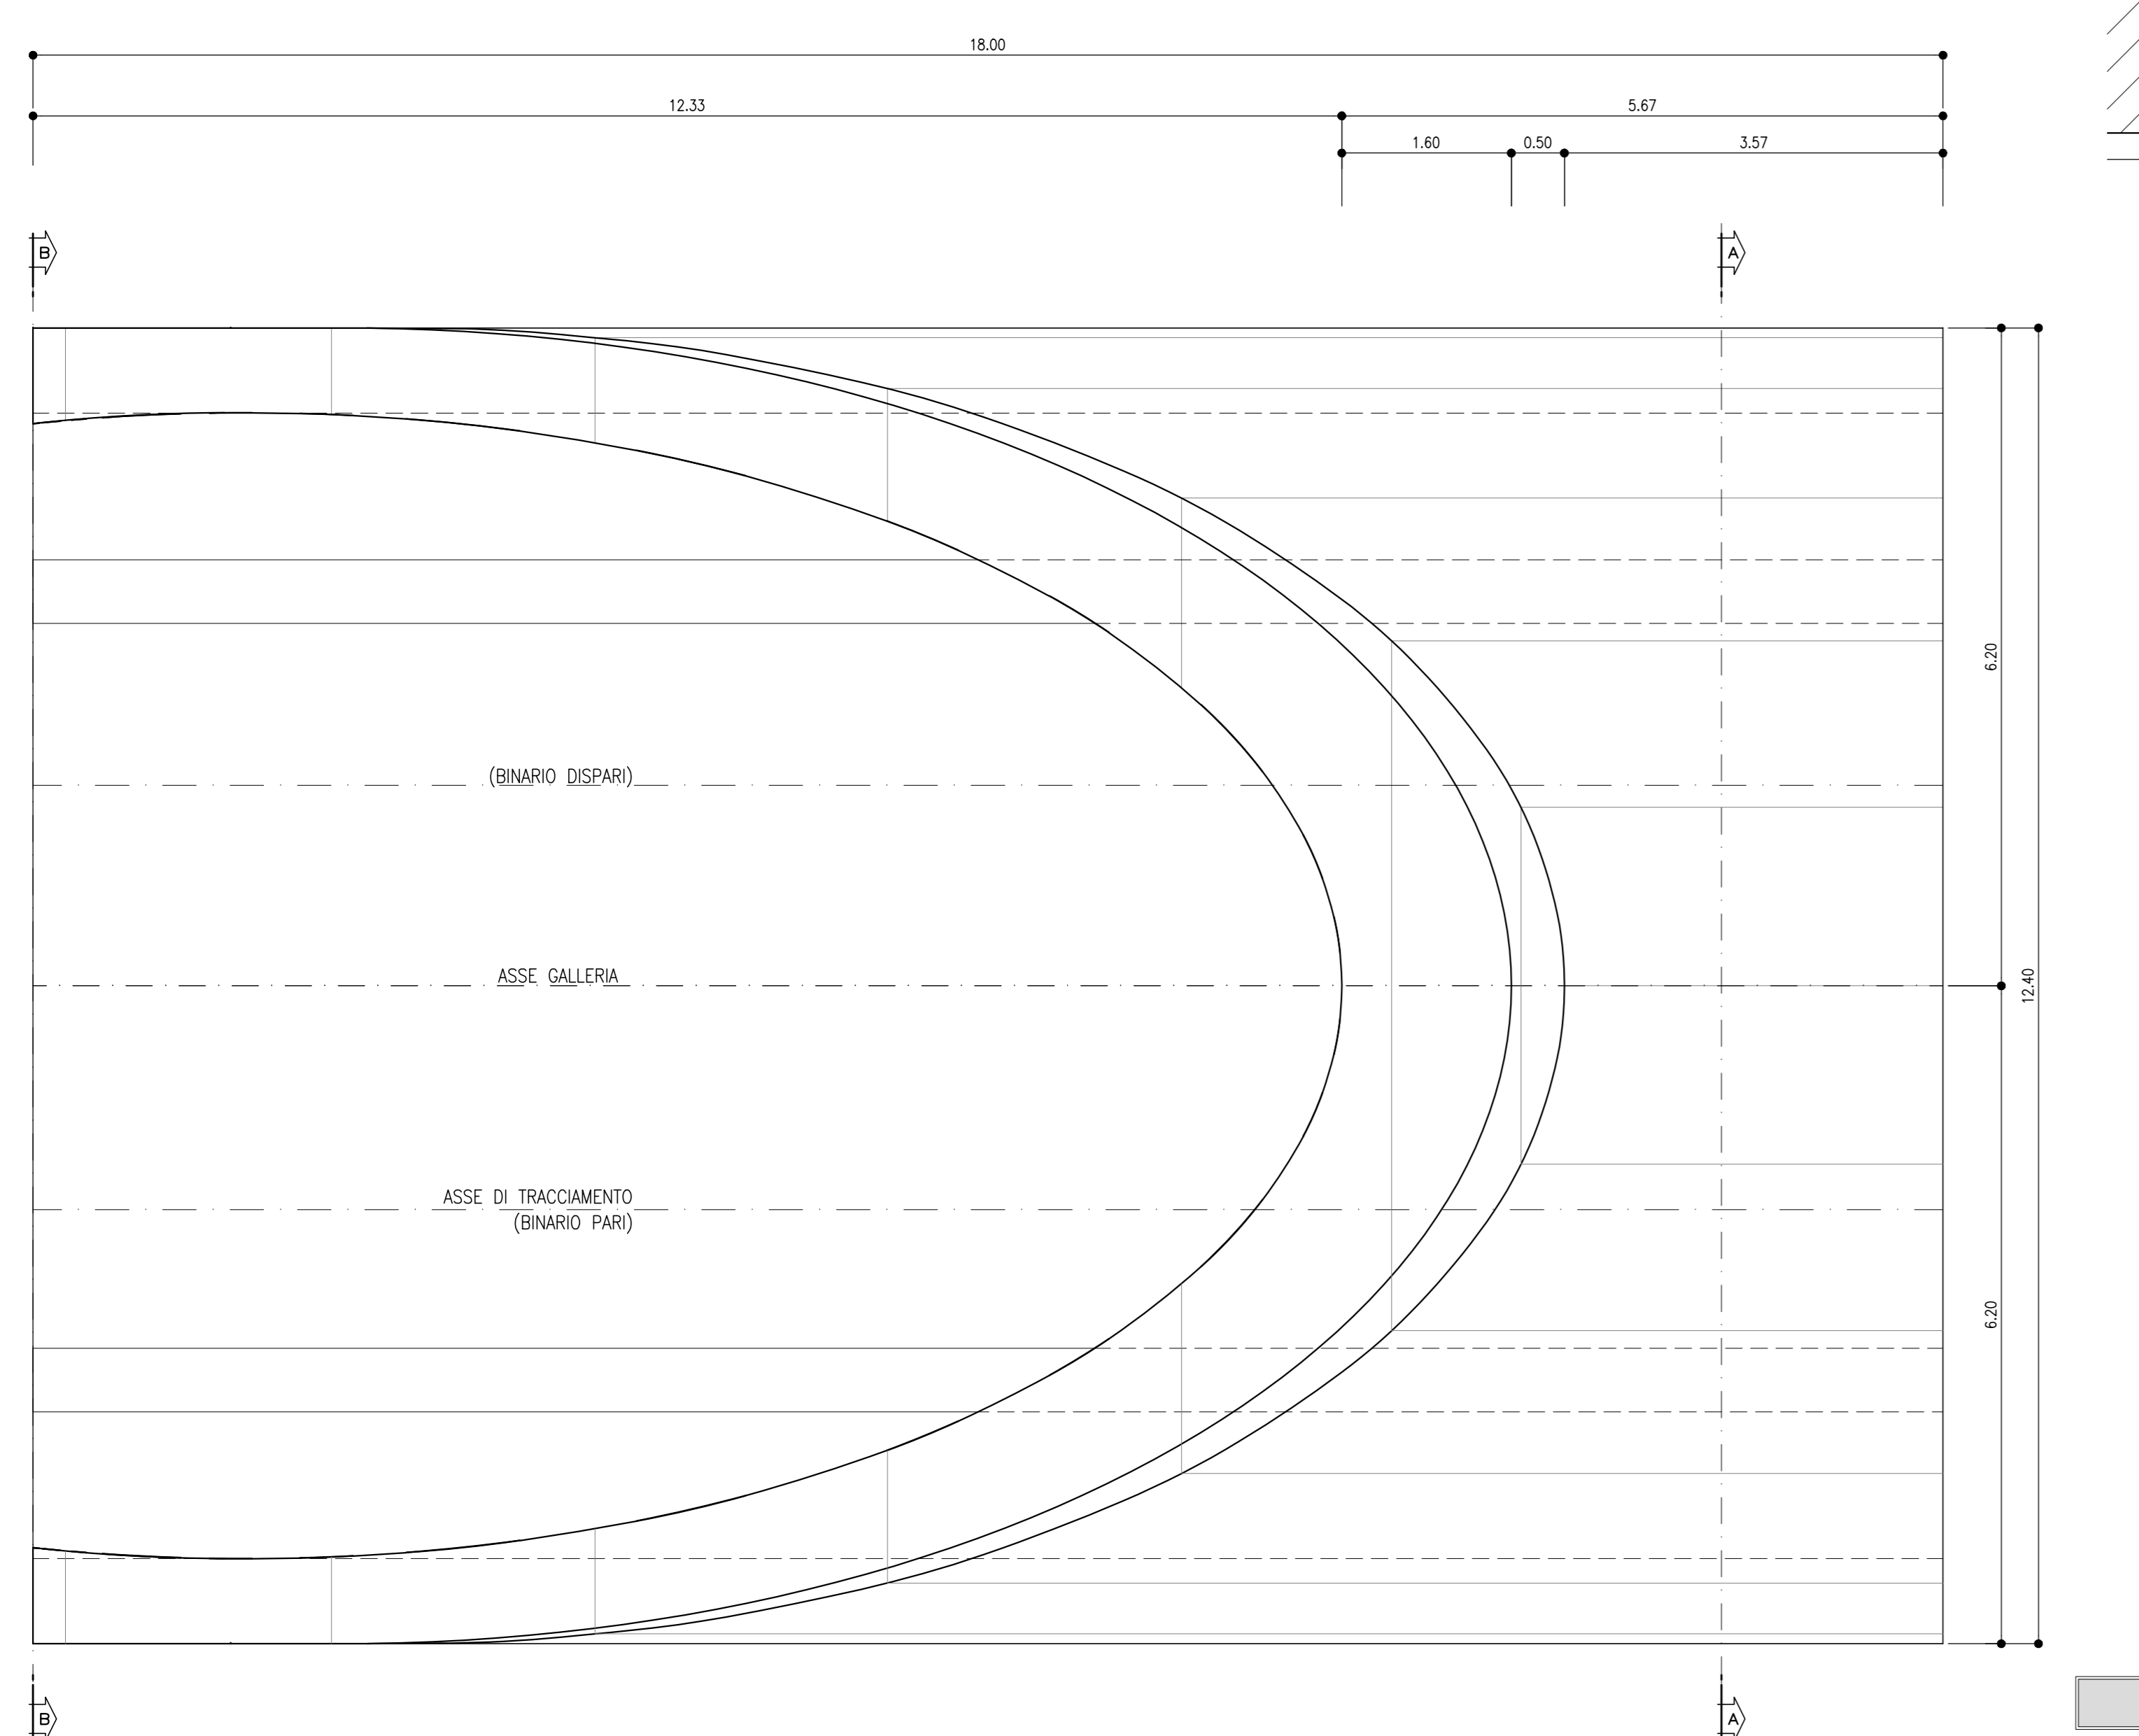 18.00
12.33
5.67
1.60
0.50
3.57
B
A
6.20
(BINARIO DISPARI)
ASSE GALLERIA
12.40
ASSE DI TRACCIAMENTO
(BINARIO PARI)
6.20
B
A